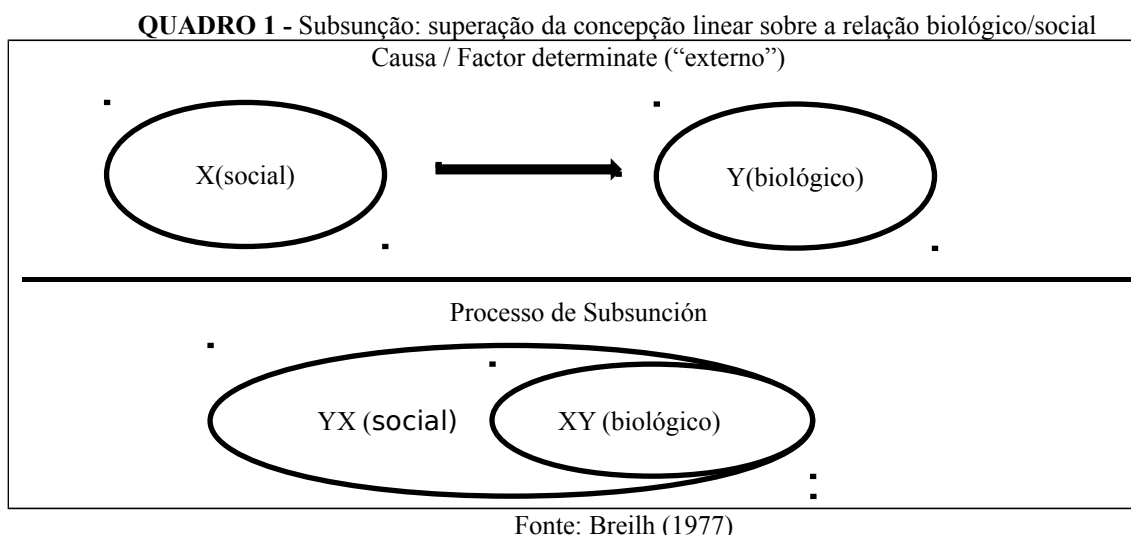 QUADRO 1 - Subsunção: superação da concepção linear sobre a relação biológico/social
Causa / Factor determinate (“externo”)
X(social)
Y(biológico)
Processo de Subsunción
YX (social)
XY (biológico)
Fonte: Breilh (1977)